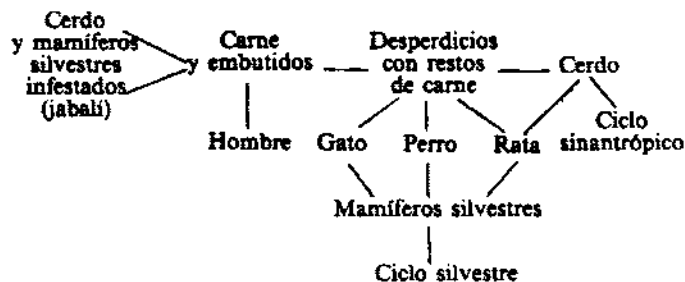 Cerdo
y mamíferos
silvestres
infestados
(jabalí)
Carne
y embutidos
Desperdicios
con restos
de carne
Cerdo
Hombre
Gato
Perro
Rata
Ciclo
sinantrópico
Mamíferos silvestres
Ciclo silvestre